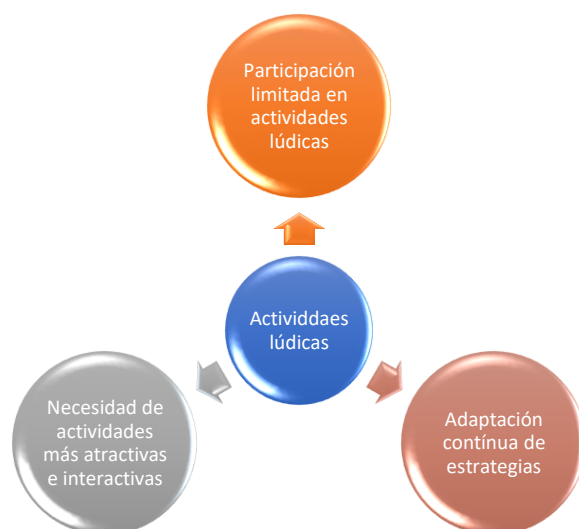 Participación
limitada en
actividades
lúdicas
Actividdaes
lúdicas
Necesidad de
actividades
más atractivas
e interactivas
Adaptación
contínua de
estrategias